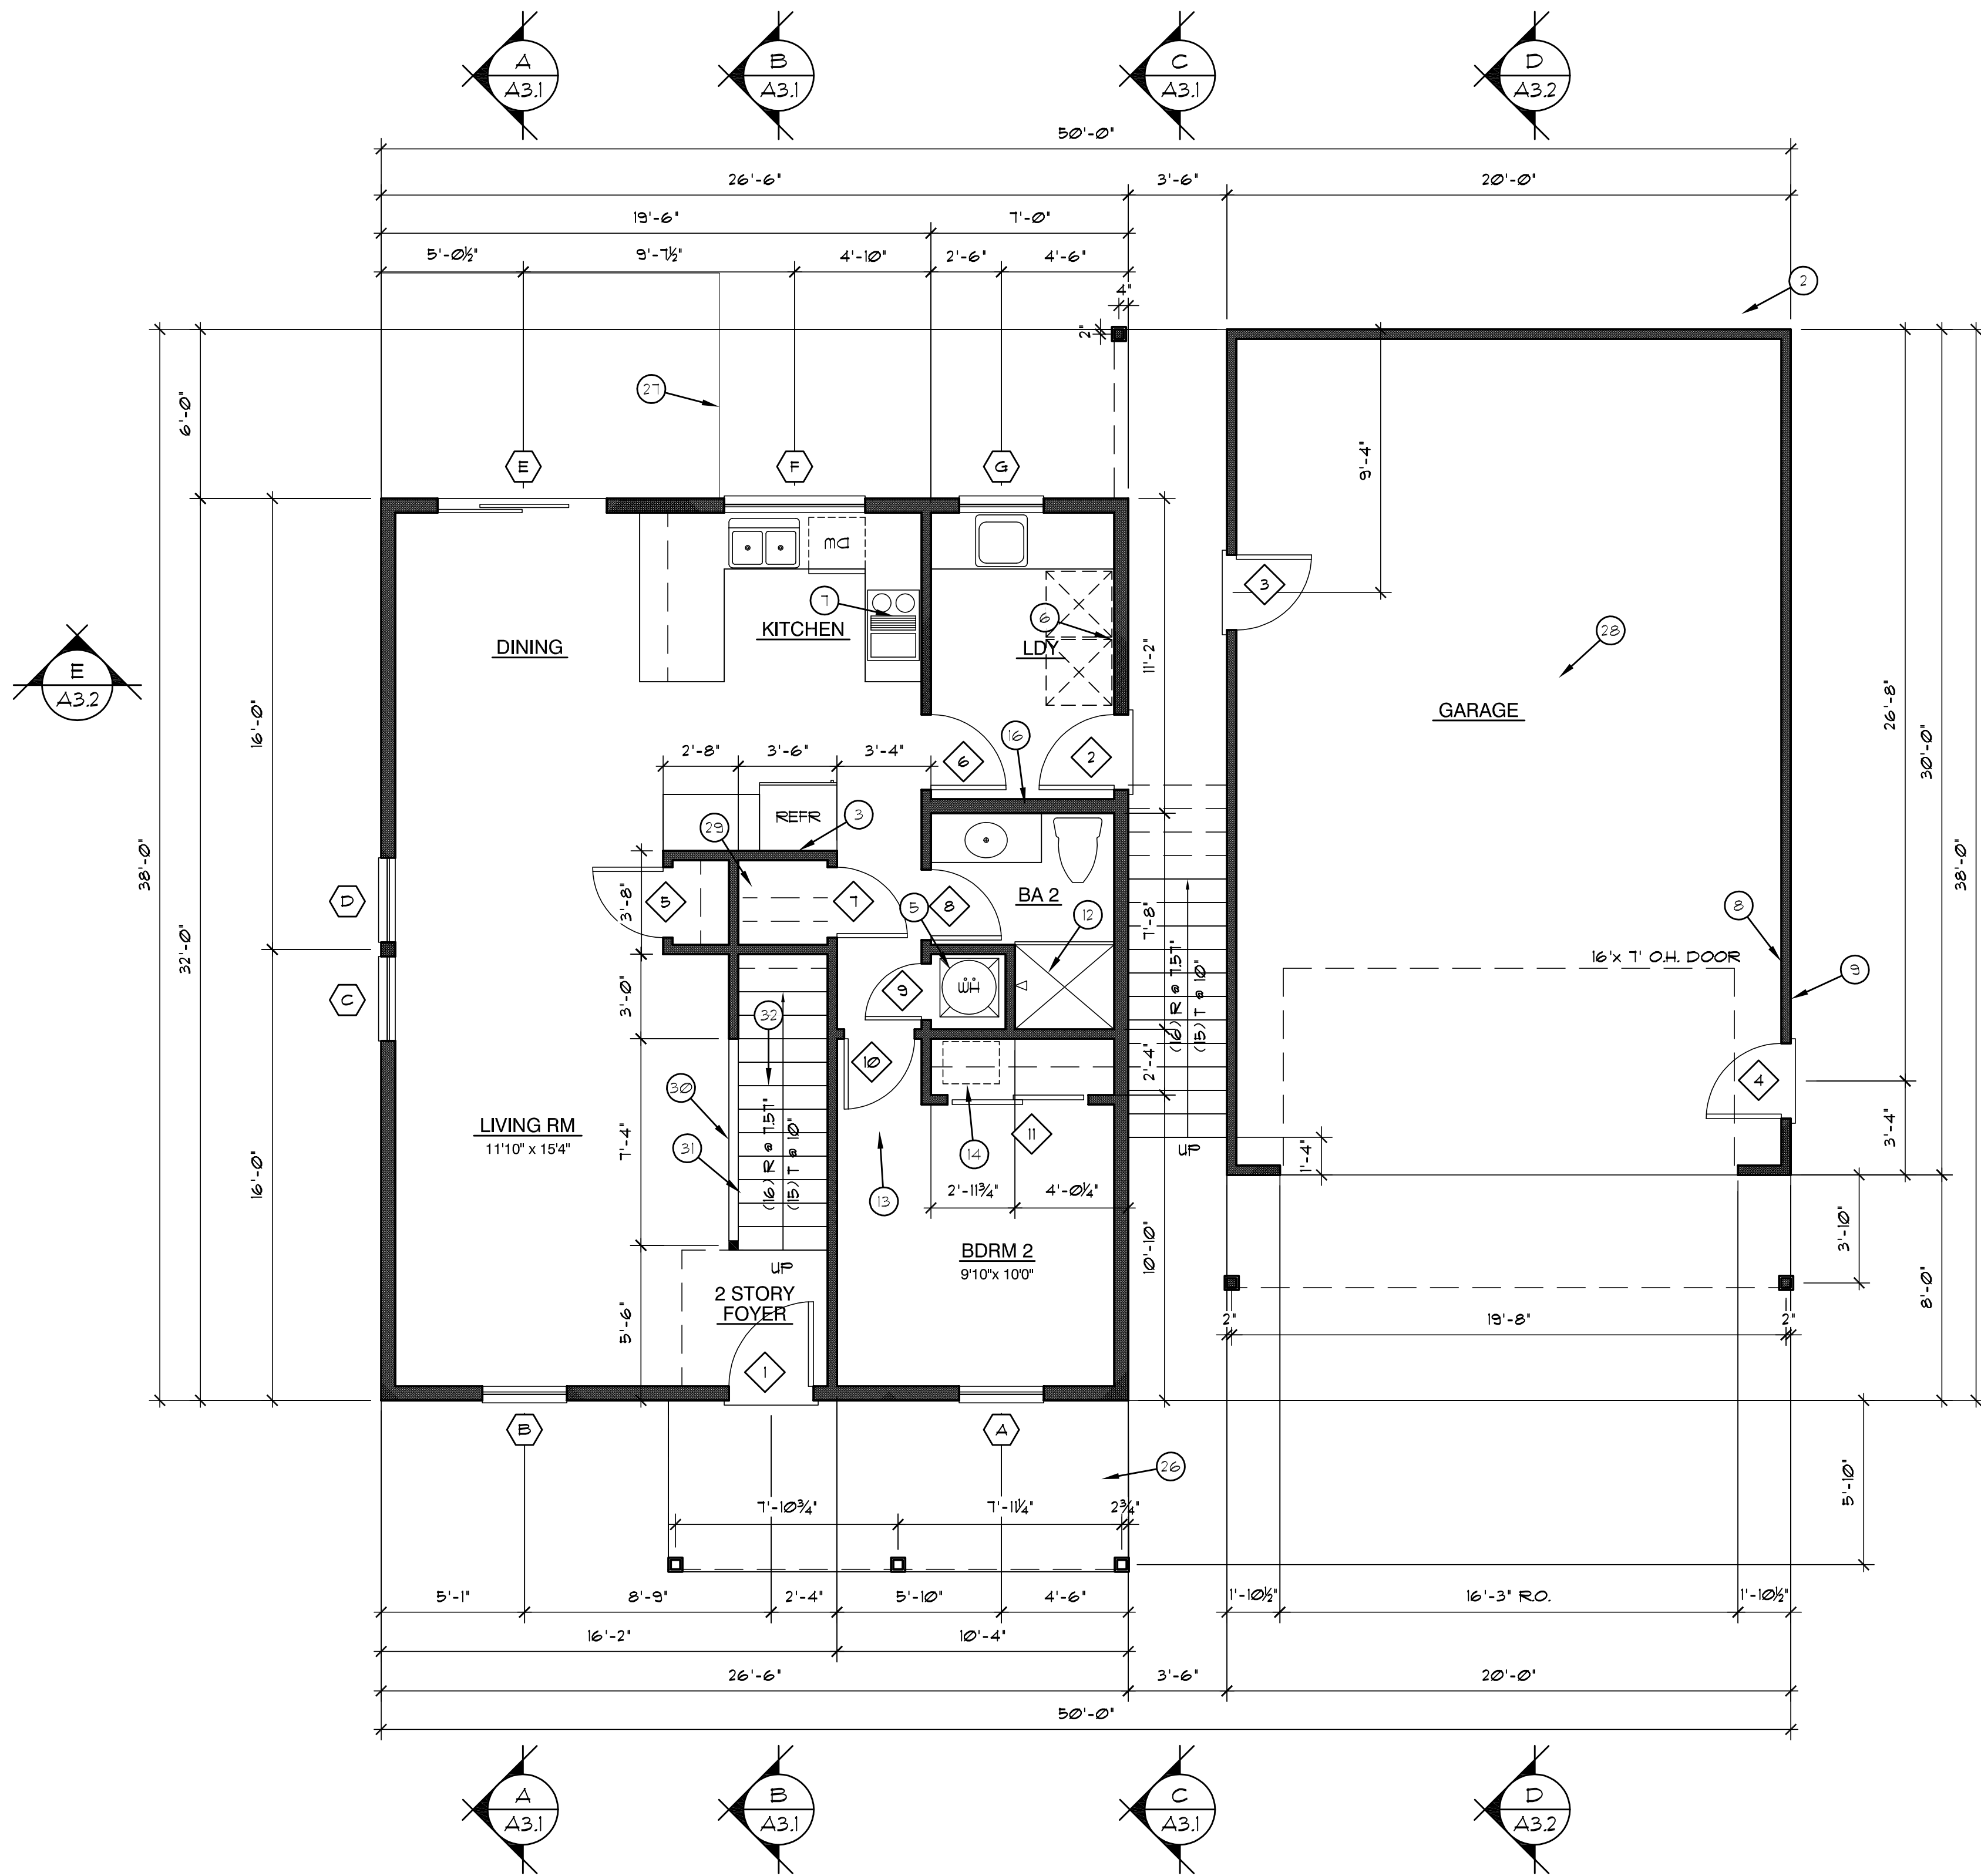 A
A3.1
B
A3.1
C
A3.1
D
A3.2
50'-0"
26'-6"
3'-6"
20'-0"
19'-6"
7'-0"
5'-0½"
9'-7½"
4'-10"
2'-6"
4'-6"
4"
2"
2
27
6'-0"
E
F
G
9'-4"
DW
7
KITCHEN
DINING
6
LDY
3
28
11'-2"
E
A3.2
GARAGE
26'-8"
30'-0"
16'-0"
2'-8"
3'-6"
3'-4"
6
16
2
REFR
3
29
38'-0"
38'-0"
D
5
3'-8"
7
8
5
BA 2
12
7'-8"
8
32'-0"
16'x 7' O.H. DOOR
9
C
3'-0"
32
9
W.H.
(16) R @ 7.57"
(15) T @ 10"
10
2'-4"
4
30
3'-4"
LIVING RM
11'10" x 15'4"
31
7'-4"
(16) R @ 7.57"
(15) T @ 10"
11
14
UP
1'-4"
16'-0"
13
2'-11¾"
4'-0¼"
3'-10"
BDRM 2
9'10"x 10'0"
10'-10"
UP
2 STORY
FOYER
5'-6"
8'-0"
2"
19'-8"
2"
1
B
A
26
5'-10"
7'-10¾"
7'-11¼"
2¾"
5'-1"
8'-9"
2'-4"
5'-10"
4'-6"
1'-10½"
16'-3" R.O.
1'-10½"
16'-2"
10'-4"
26'-6"
3'-6"
20'-0"
50'-0"
A
A3.1
B
A3.1
C
A3.1
D
A3.2